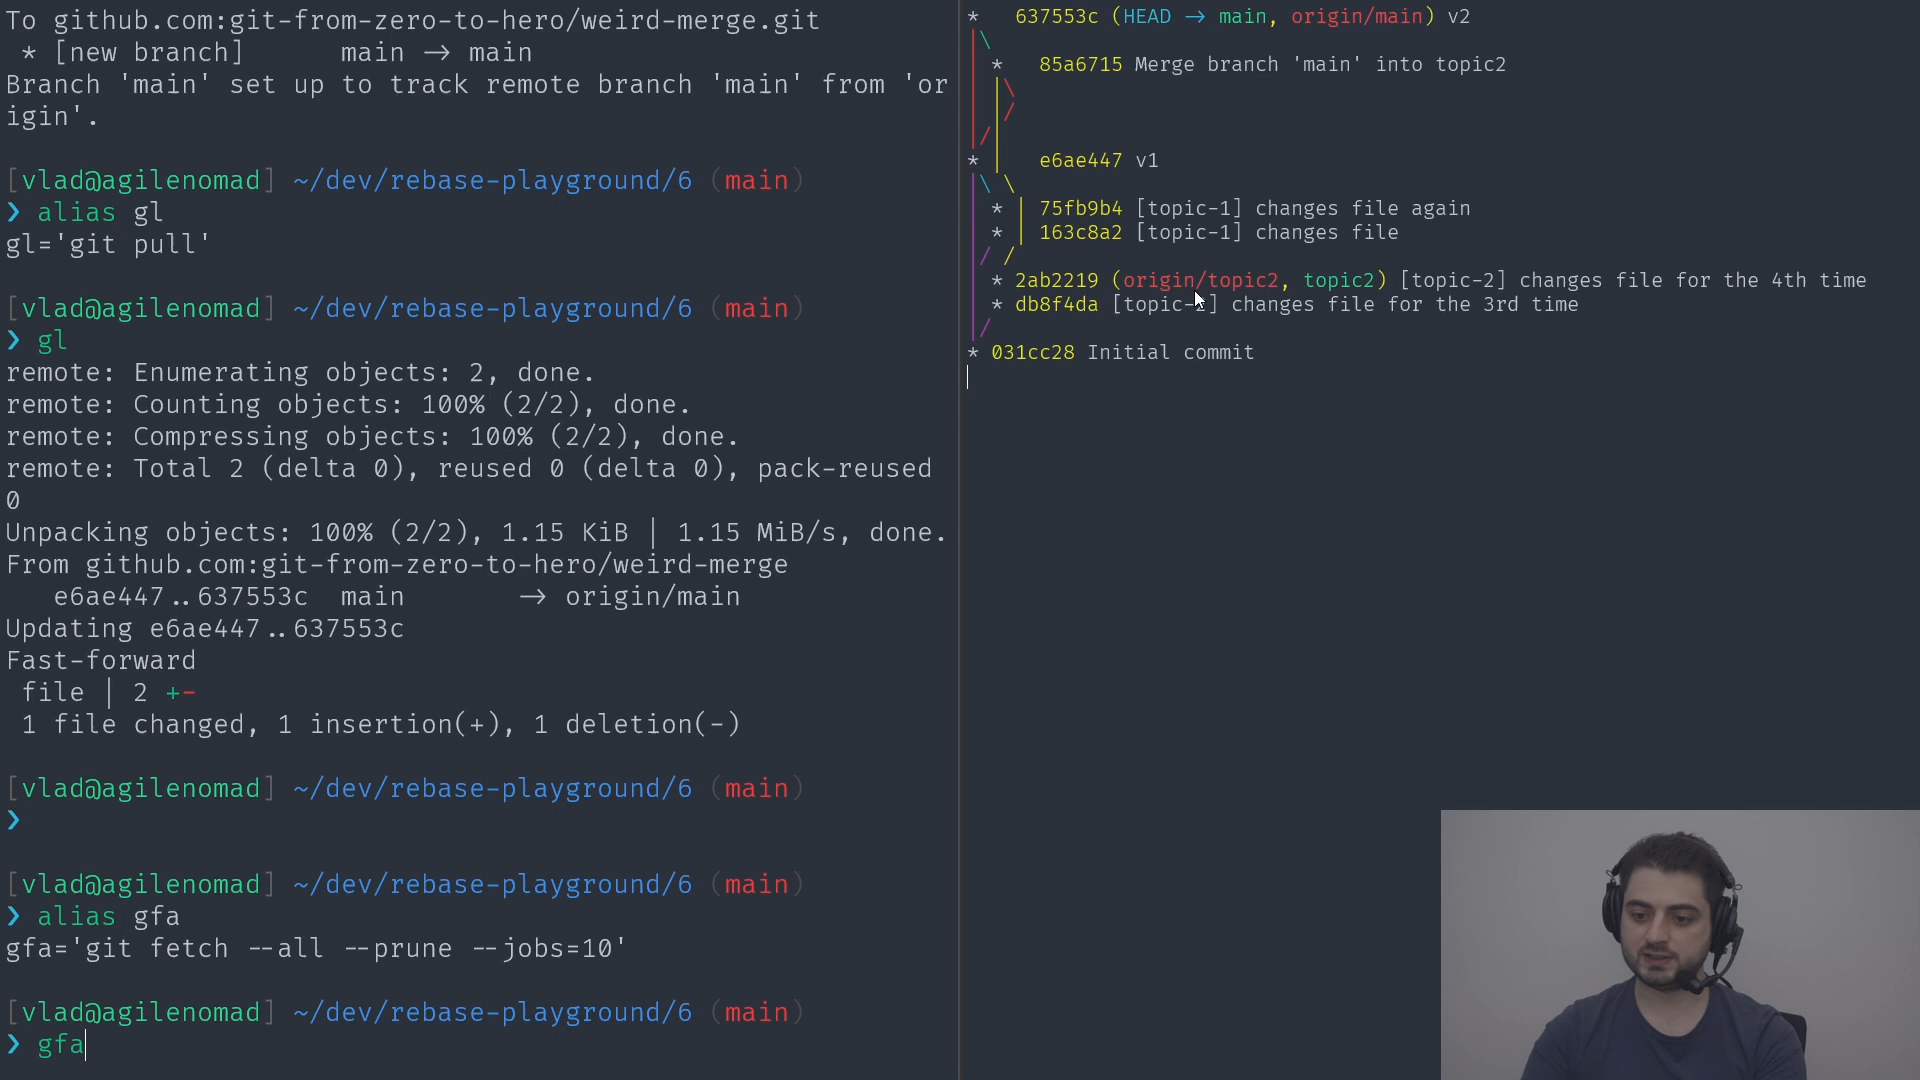 To github.com:git-from-zero-to-hero/weird-merge.git
 * [new branch]      main → main
Branch 'main' set up to track remote branch 'main' from 'or
igin'.
[vlad@agilenomad] ~/dev/rebase-playground/6 (main)
❯ alias gl
gl='git pull'
[vlad@agilenomad] ~/dev/rebase-playground/6 (main)
❯ gl
remote: Enumerating objects: 2, done.
remote: Counting objects: 100% (2/2), done.
remote: Compressing objects: 100% (2/2), done.
remote: Total 2 (delta 0), reused 0 (delta 0), pack-reused
0
Unpacking objects: 100% (2/2), 1.15 KiB | 1.15 MiB/s, done.
From github.com:git-from-zero-to-hero/weird-merge
   e6ae447..637553c  main       → origin/main
Updating e6ae447..637553c
Fast-forward
 file | 2 +-
 1 file changed, 1 insertion(+), 1 deletion(-)
[vlad@agilenomad] ~/dev/rebase-playground/6 (main)
❯
[vlad@agilenomad] ~/dev/rebase-playground/6 (main)
❯ alias gfa
gfa='git fetch --all --prune --jobs=10'
[vlad@agilenomad] ~/dev/rebase-playground/6 (main)
❯ gfa
*   637553c (HEAD → main, origin/main) v2
|\
| *   85a6715 Merge branch 'main' into topic2
| |\
| |/
|/|
* |   e6ae447 v1
|\ \
| * | 75fb9b4 [topic-1] changes file again
| * | 163c8a2 [topic-1] changes file
|/ /
| * 2ab2219 (origin/topic2, topic2) [topic-2] changes file for the 4th time
| * db8f4da [topic-2] changes file for the 3rd time
|/
* 031cc28 Initial commit